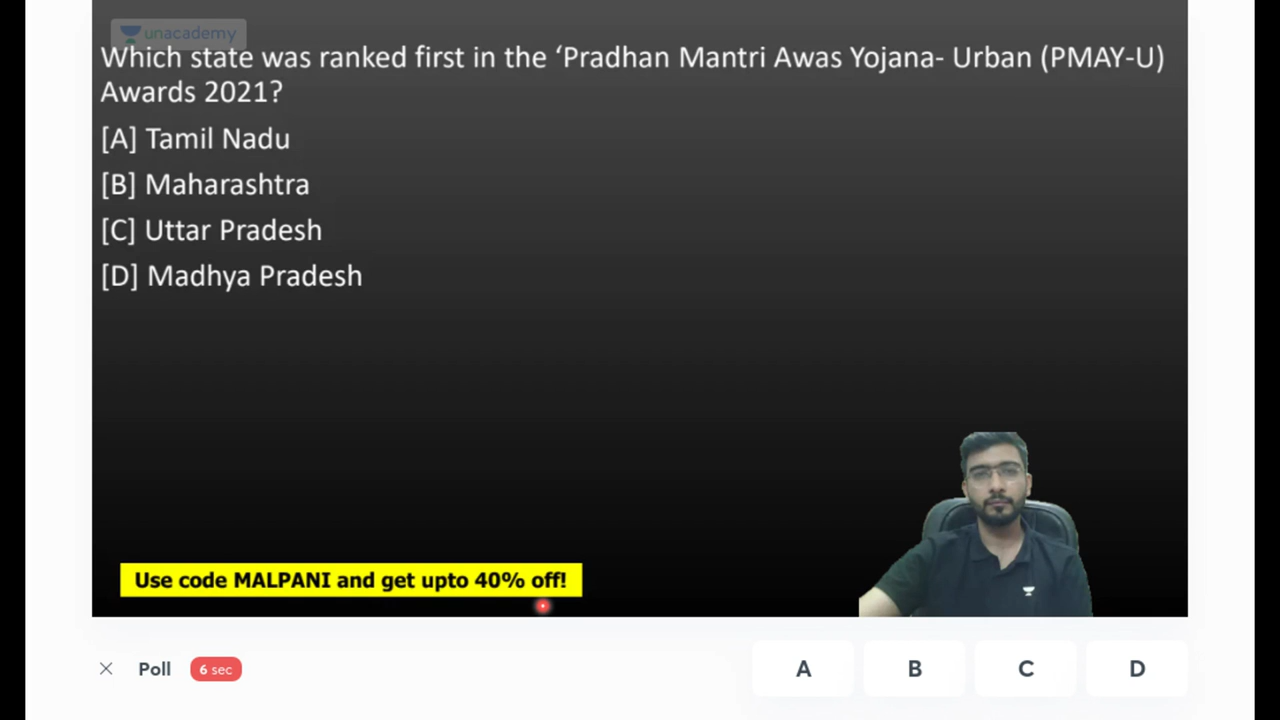 unacademy
Which state was ranked first in the ‘Pradhan Mantri Awas Yojana- Urban (PMAY-U)
Awards 2021?
[A] Tamil Nadu
[B] Maharashtra
[C] Uttar Pradesh
[D] Madhya Pradesh
Use code MALPANI and get upto 40% off!
Poll
6 sec
A
B
C
D